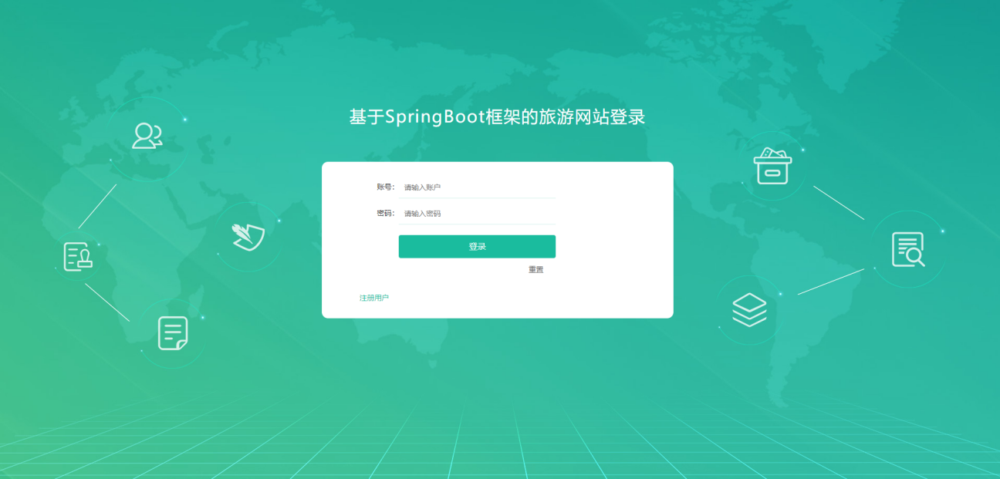 基于SpringBoot框架的旅游网站登录
账号： 请输入账户
密码： 请输入密码
登录
重置
注册用户